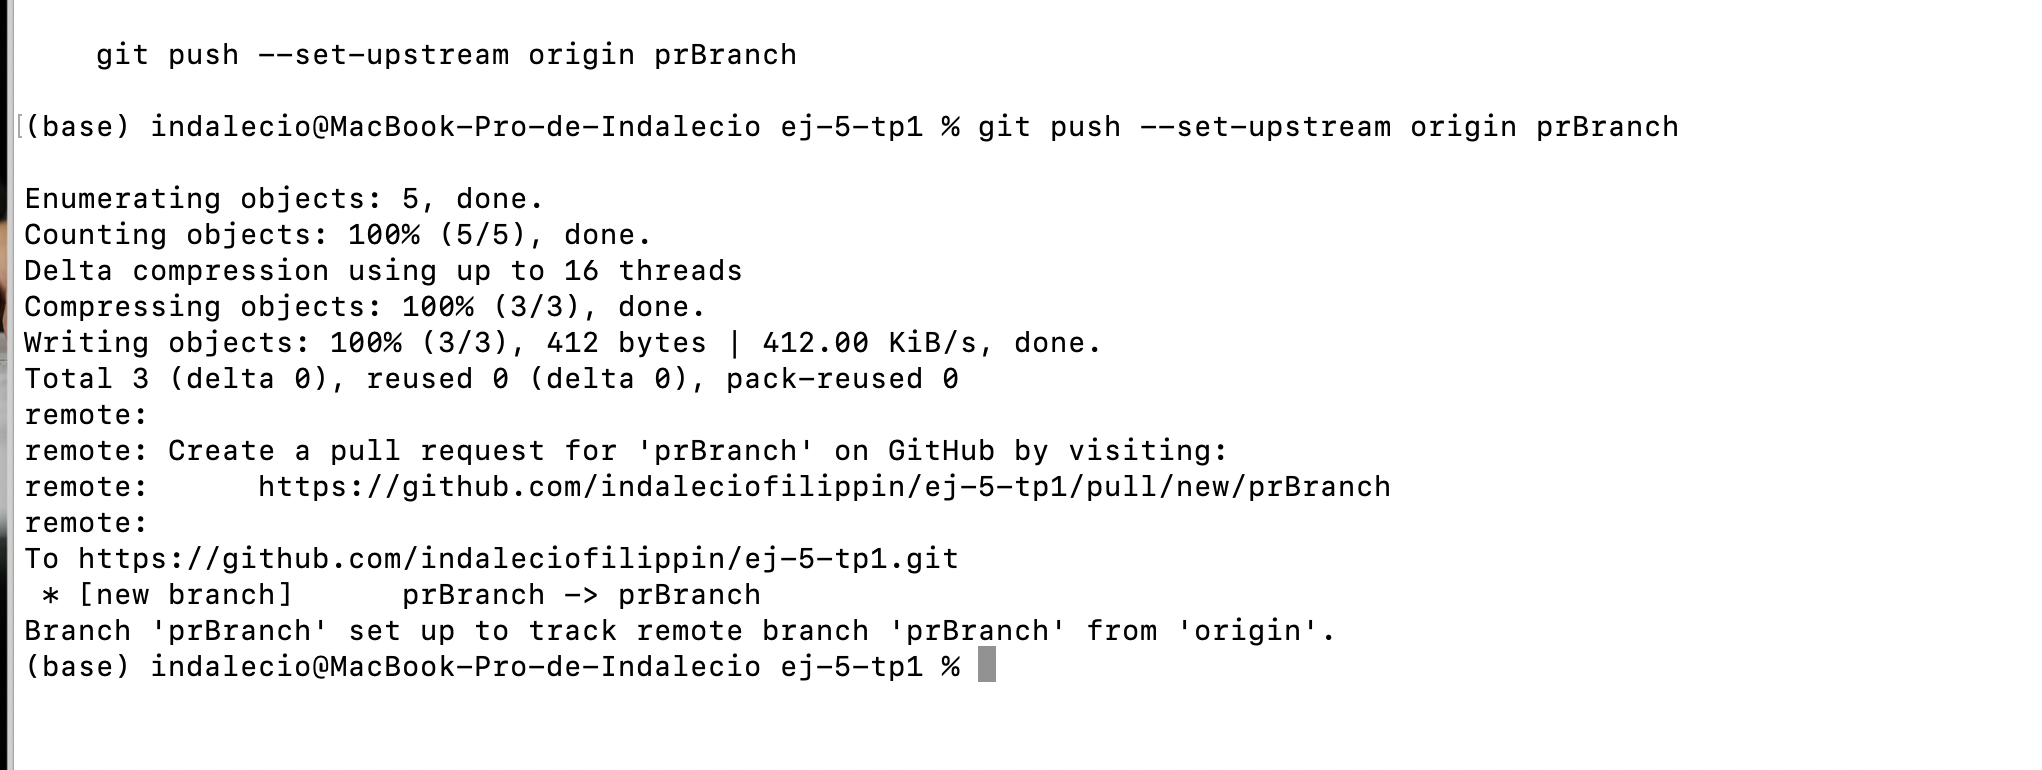 git push --set-upstream origin prBranch
(base) indalecio@MacBook-Pro-de-Indalecio ej-5-tp1 % git push --set-upstream origin prBranch
Enumerating objects: 5, done.
Counting objects: 100% (5/5), done.
Delta compression using up to 16 threads
Compressing objects: 100% (3/3), done.
Writing objects: 100% (3/3), 412 bytes | 412.00 KiB/s, done.
Total 3 (delta 0), reused 0 (delta 0), pack-reused 0
remote:
remote: Create a pull request for 'prBranch' on GitHub by visiting:
remote:      https://github.com/indaleciofilippin/ej-5-tp1/pull/new/prBranch
remote:
To https://github.com/indaleciofilippin/ej-5-tp1.git
 * [new branch]      prBranch -> prBranch
Branch 'prBranch' set up to track remote branch 'prBranch' from 'origin'.
(base) indalecio@MacBook-Pro-de-Indalecio ej-5-tp1 %